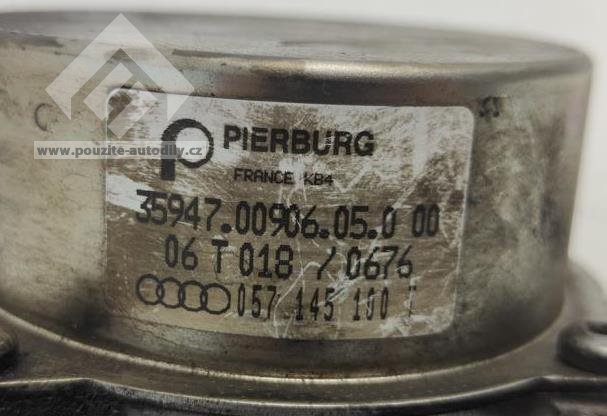 PIERBURG
www.pouzite-autodily.cz
FRANCE KB4
35947.00906.05.0 00
06 T 018 / 0676
057 145 100 T